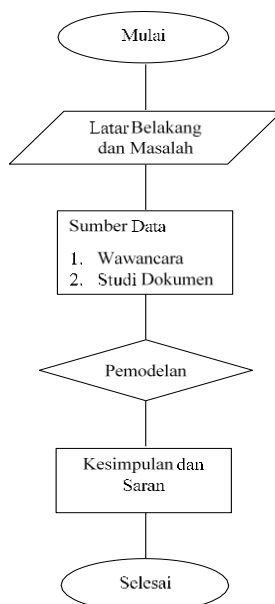 Mulai
Latar Belakang
dan Masalah
Sumber Data
1. Wawancara
2. Studi Dokumen
Pemodelan
Kesimpulan dan
Saran
Selesai